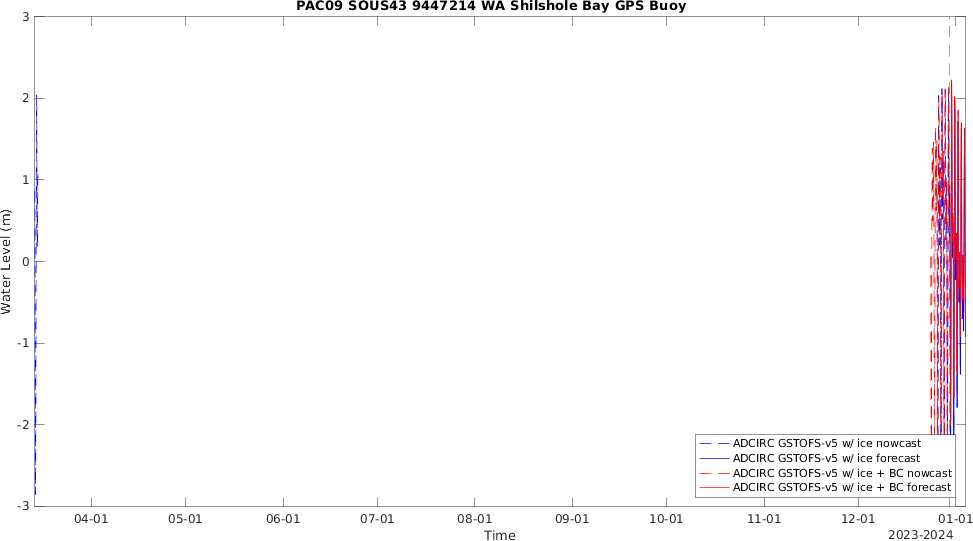 PAC09 SOUS43 9447214 WA Shilshole Bay GPS Buoy
3
2
1
0
-1
-2
-3
Water Level (m)
ADCIRC GSTOFS-v5 w/ ice nowcast
ADCIRC GSTOFS-v5 w/ ice forecast
ADCIRC GSTOFS-v5 w/ ice + BC nowcast
ADCIRC GSTOFS-v5 w/ ice + BC forecast
04-01 05-01 06-01 07-01 08-01 09-01 10-01 11-01 12-01 01-01
Time
2023-2024